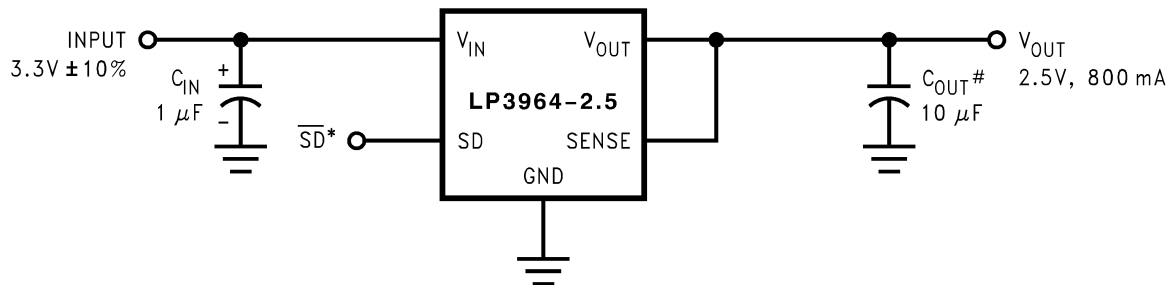 INPUT
3.3V ±10%
C_IN
1 μF
+
−
V_IN
V_OUT
LP3964-2.5
S̅D̅*
SD
SENSE
GND
C_OUT#
10 μF
V_OUT
2.5V, 800 mA